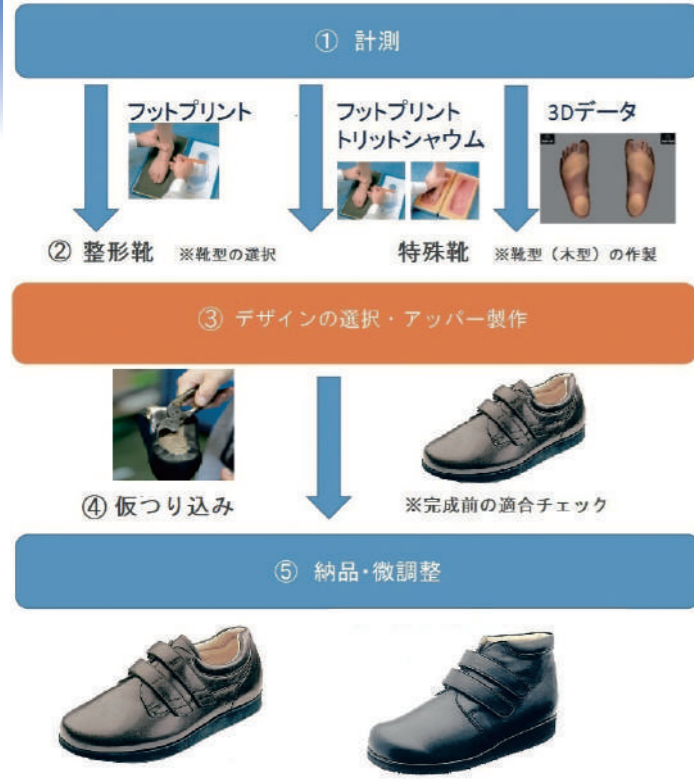 ① 計測
フットプリント
フットプリント
トリットシャウム
3Dデータ
② 整形靴 ※靴型の選択
特殊靴 ※靴型（木型）の作製
③ デザインの選択・アッパー製作
④ 仮つり込み
※完成前の適合チェック
⑤ 納品・微調整